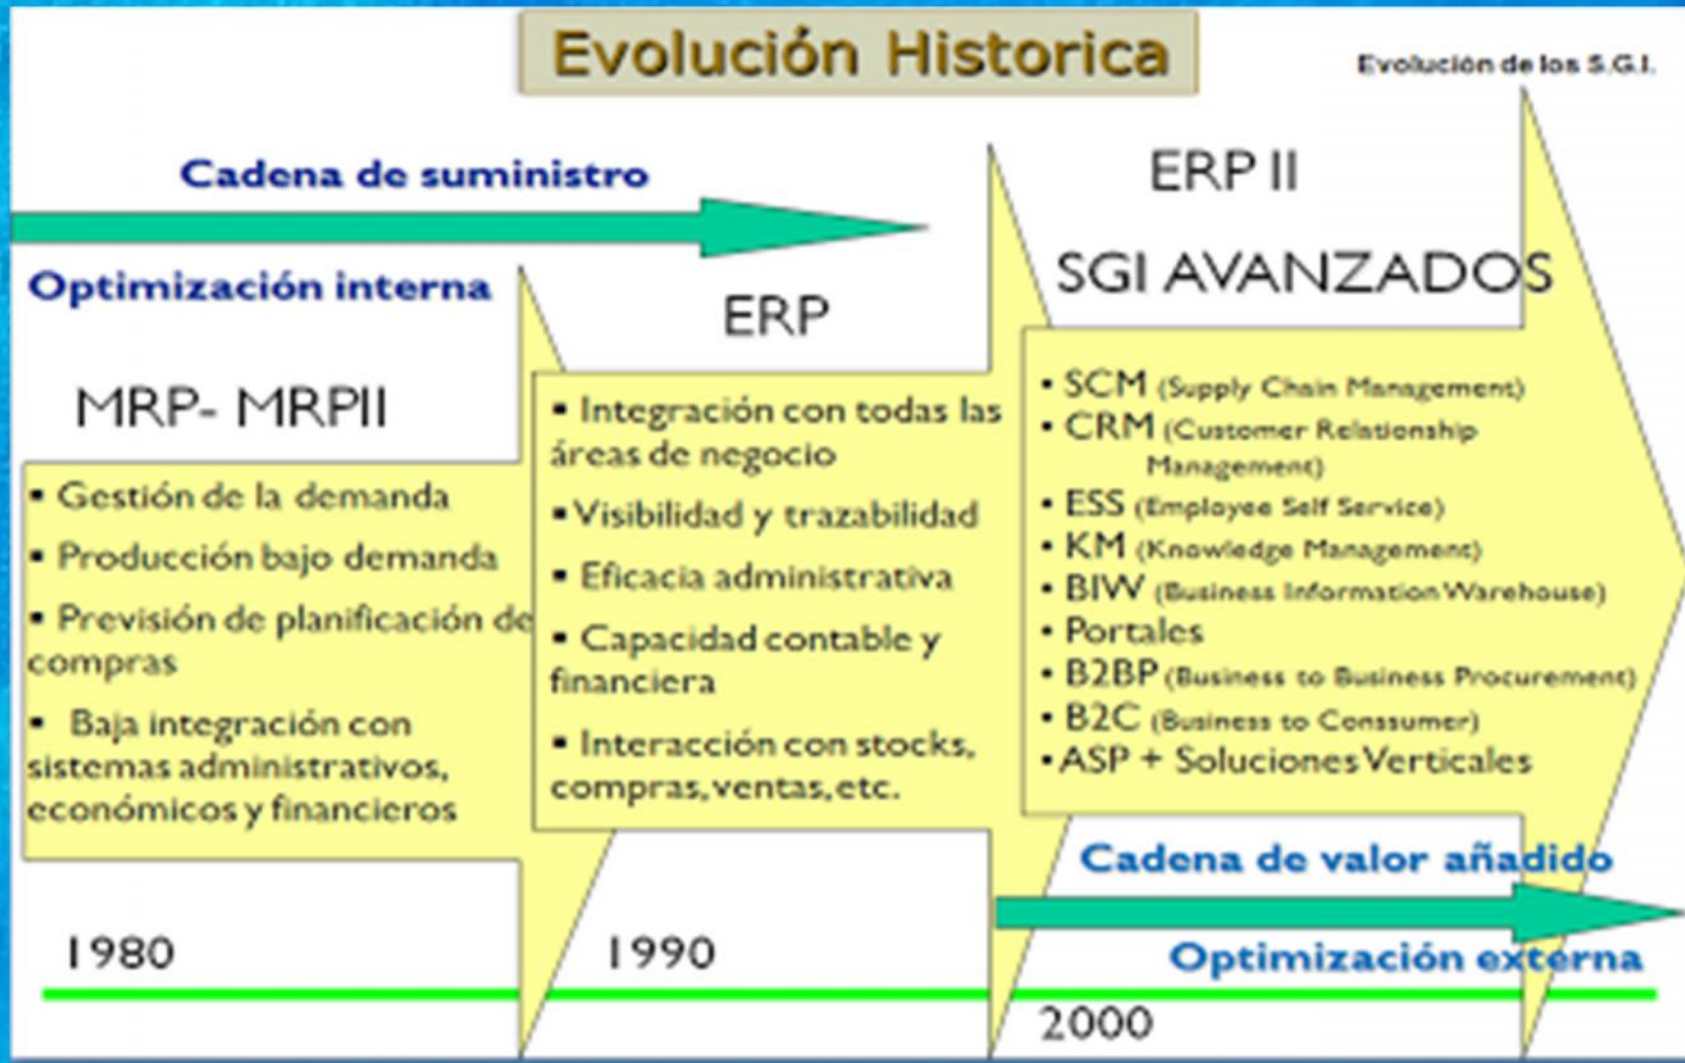 Evolución Historica
Evolución de los S.G.I.
Cadena de suministro
Optimización interna
MRP- MRPII
▪ Gestión de la demanda
▪ Producción bajo demanda
▪ Previsión de planificación de
compras
▪ Baja integración con
sistemas administrativos,
económicos y financieros
1980
ERP
▪ Integración con todas las
áreas de negocio
▪ Visibilidad y trazabilidad
▪ Eficacia administrativa
▪ Capacidad contable y
financiera
▪ Interacción con stocks,
compras, ventas, etc.
1990
ERP II
SGI AVANZADOS
• SCM (Supply Chain Management)
• CRM (Customer Relationship
Management)
• ESS (Employee Self Service)
• KM (Knowledge Management)
• BIW (Business Information Warehouse)
• Portales
• B2BP (Business to Business Procurement)
• B2C (Business to Conssumer)
• ASP + Soluciones Verticales
Cadena de valor añadido
Optimización externa
2000